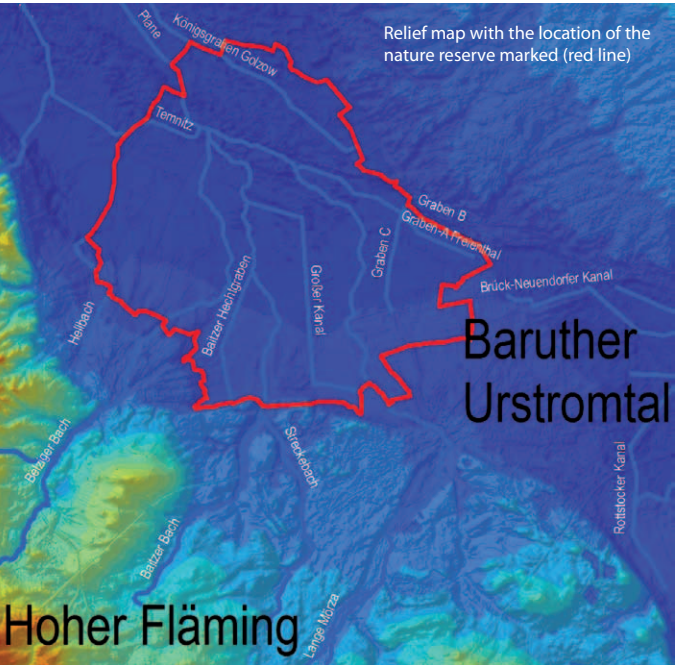 Relief map with the location of the
nature reserve marked (red line)
Plane
Königsgraben Golzow
Temnitz
Graben B
Graben-A Freienthal
Graben C
Brück-Neuendorfer Kanal
Baitzer Hechtgraben
Großer Kanal
Hellbach
Baruther
Urstromtal
Belziger Bach
Streckebach
Rottstocker Kanal
Baitzer Bach
Lange Morza
Hoher Fläming